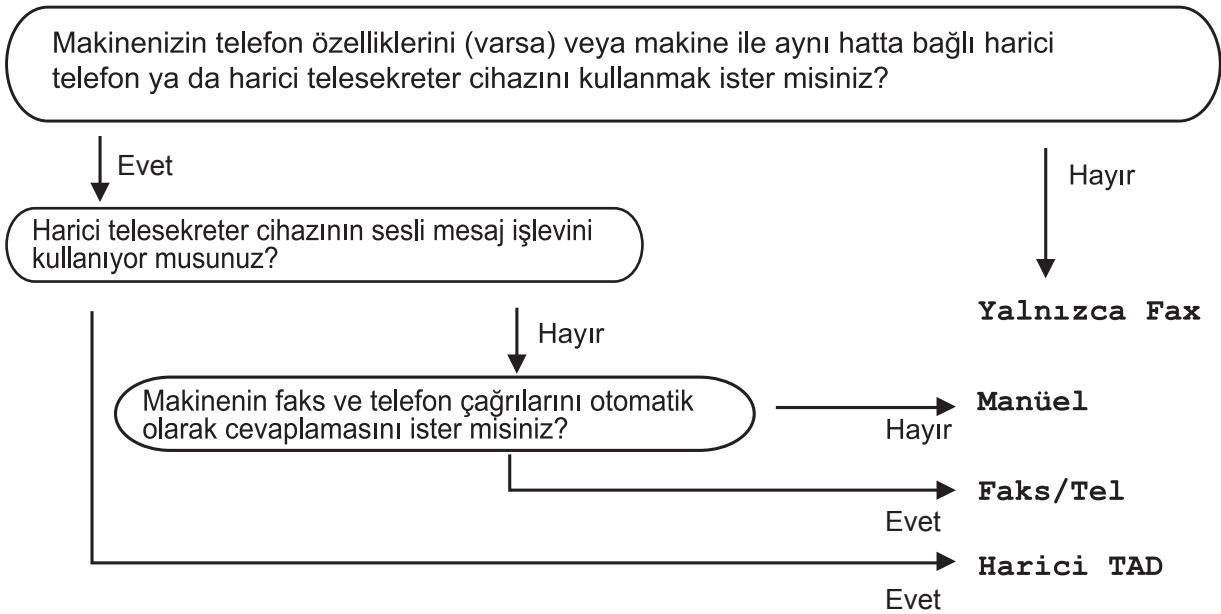 Makinenizin telefon özelliklerini (varsa) veya makine ile aynı hatta bağlı harici
telefon ya da harici telesekreter cihazını kullanmak ister misiniz?
Evet
Hayır
Harici telesekreter cihazının sesli mesaj işlevini
kullanıyor musunuz?
Yalnızca Fax
Hayır
Makinenin faks ve telefon çağrılarını otomatik
olarak cevaplamasını ister misiniz?
Manüel
Hayır
Faks/Tel
Evet
Harici TAD
Evet